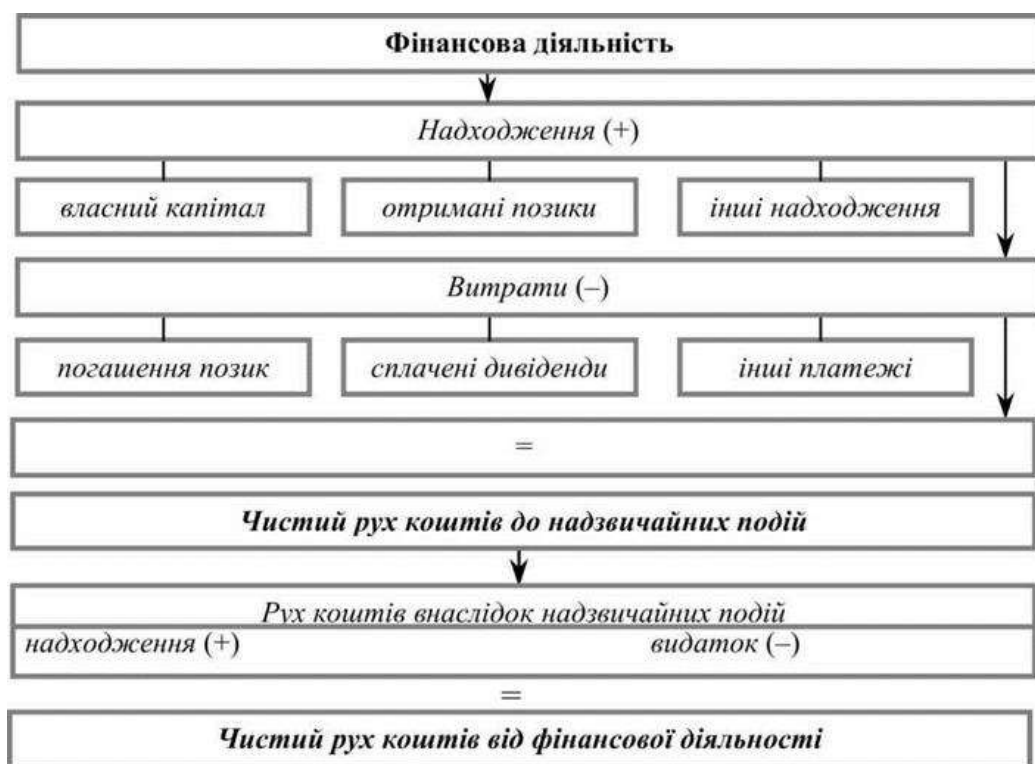 Фінансова діяльність
Надходження (+)
власний капітал
отримані позики
інші надходження
Витрати (–)
погашення позик
сплачені дивіденди
інші платежі
=
Чистий рух коштів до надзвичайних подій
Рух коштів внаслідок надзвичайних подій
надходження (+)
видаток (–)
=
Чистий рух коштів від фінансової діяльності